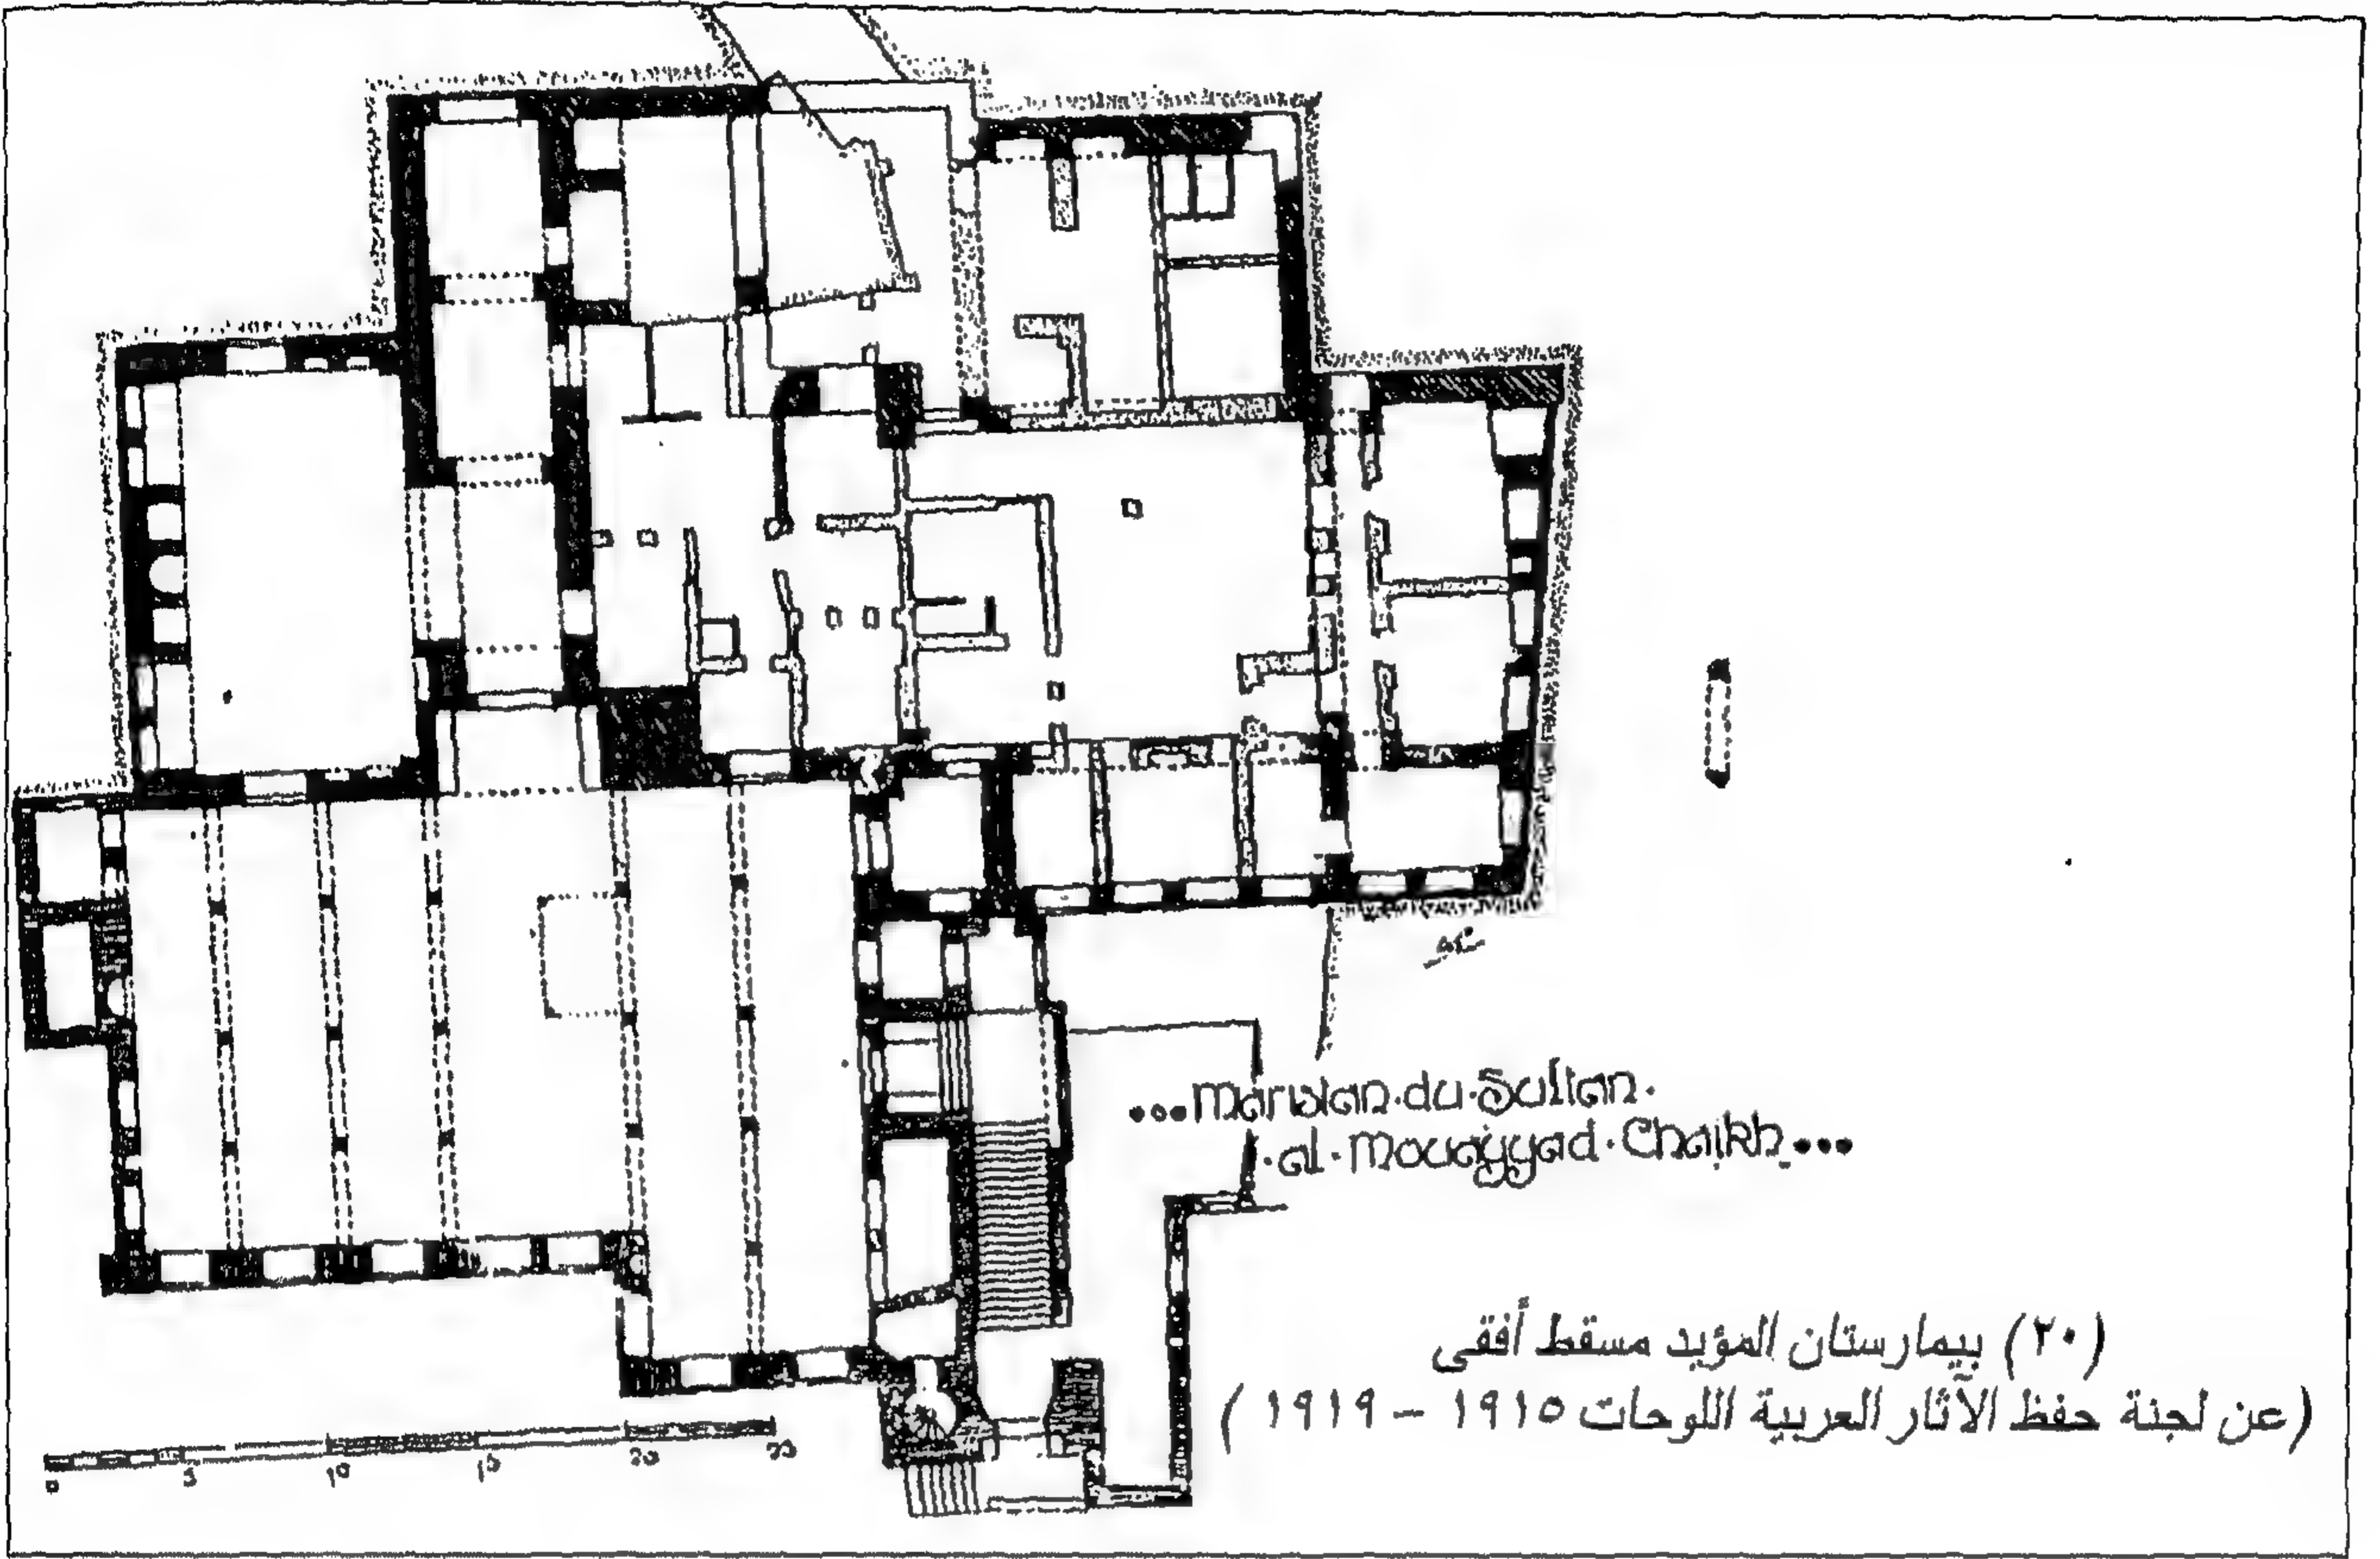 ...Maristan.du.Sultan.
.al.Mouayyad.Chaikh...
(٢٠) بيمارستان المؤيد مسقط أفقى
(عن لجنة حفظ الآثار العربية اللوحات ١٩١٥ – ١٩١٩ )
0 5 10 15 20